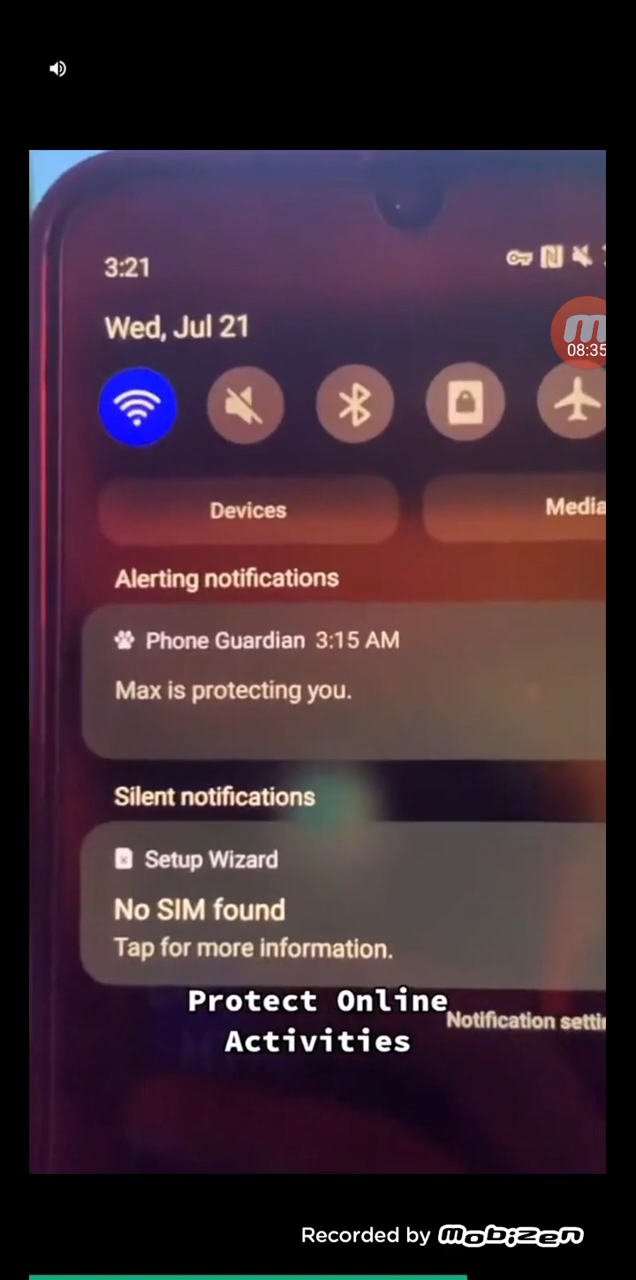 3:21
Wed, Jul 21
08:35
Devices
Media
Alerting notifications
Phone Guardian 3:15 AM
Max is protecting you.
Silent notifications
Setup Wizard
No SIM found
Tap for more information.
Protect Online
Activities
Notification setti
Recorded by mobizen